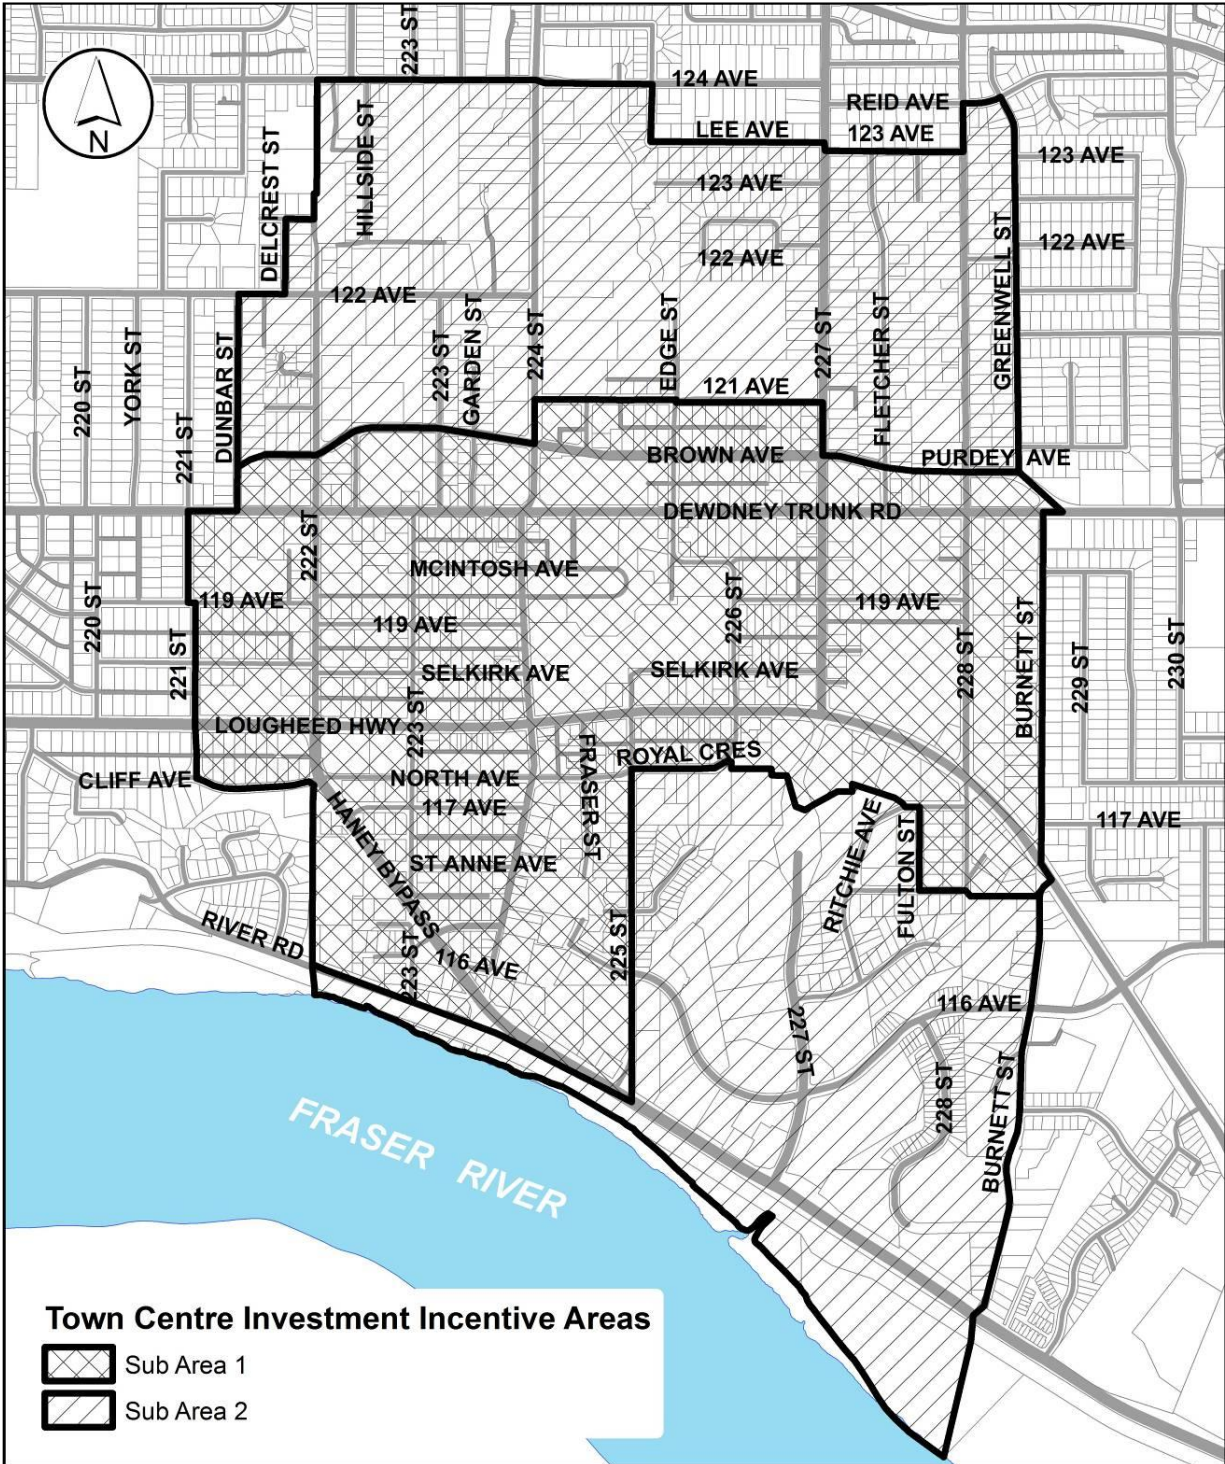 223 ST
124 AVE
REID AVE
LEE AVE
123 AVE
N
HILLSIDE ST
DELCREST ST
123 AVE
123 AVE
122 AVE
122 AVE
GREENWELL ST
122 AVE
223 ST
GARDEN ST
224 ST
EDGE ST
227 ST
FLETCHER ST
220 ST
YORK ST
221 ST
DUNBAR ST
121 AVE
BROWN AVE
PURDEY AVE
DEWDNEY TRUNK RD
222 ST
MCINTOSH AVE
220 ST
119 AVE
119 AVE
226 ST
119 AVE
221 ST
SELKIRK AVE
SELKIRK AVE
228 ST
BURNETT ST
229 ST
230 ST
LOUGHEED HWY
223 ST
ROYAL CRES
CLIFF AVE
NORTH AVE
FRASER ST
117 AVE
117 AVE
HANEY BYPASS
ST ANNE AVE
RITCHIE AVE
FULTON ST
RIVER RD
223 ST
116 AVE
225 ST
116 AVE
227 ST
228 ST
BURNETT ST
FRASER RIVER
Town Centre Investment Incentive Areas
Sub Area 1
Sub Area 2